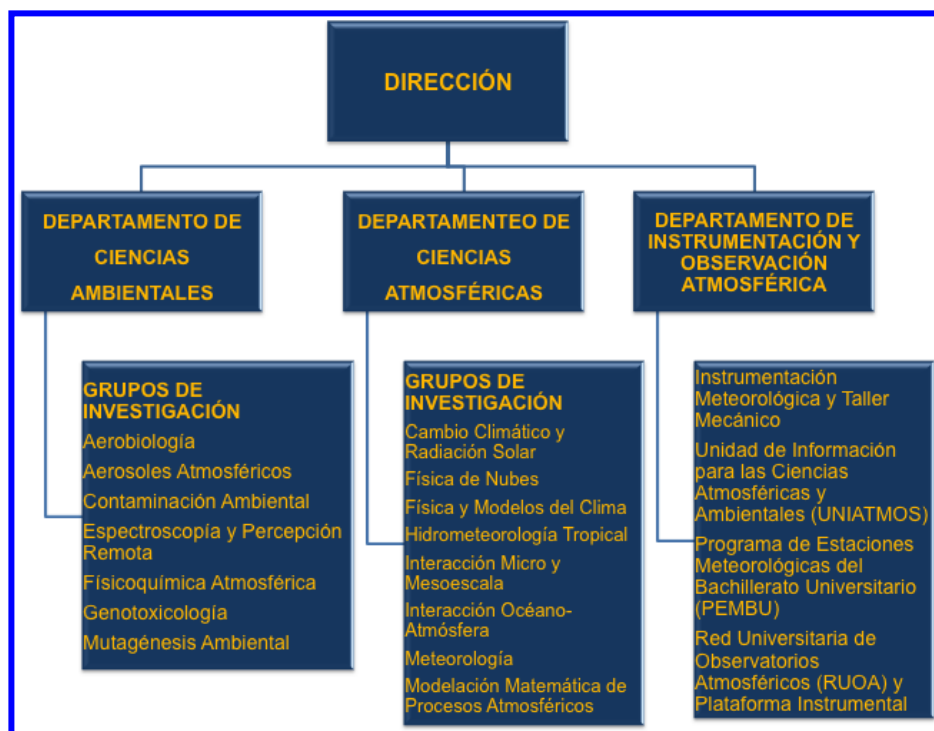 DIRECCIÓN
DEPARTAMENTO DE
CIENCIAS
AMBIENTALES
DEPARTAMENTEO DE
CIENCIAS
ATMOSFÉRICAS
DEPARTAMENTO DE
INSTRUMENTACIÓN Y
OBSERVACIÓN
ATMOSFÉRICA
GRUPOS DE
INVESTIGACIÓN
Aerobiología
Aerosoles Atmosféricos
Contaminación Ambiental
Espectroscopía y Percepción
Remota
Físicoquímica Atmosférica
Genotoxicología
Mutagénesis Ambiental
GRUPOS DE
INVESTIGACIÓN
Cambio Climático y
Radiación Solar
Física de Nubes
Física y Modelos del Clima
Hidrometeorología Tropical
Interacción Micro y
Mesoescala
Interacción Océano-
Atmósfera
Meteorología
Modelación Matemática de
Procesos Atmosféricos
Instrumentación
Meteorológica y Taller
Mecánico
Unidad de Información
para las Ciencias
Atmosféricas y
Ambientales (UNIATMOS)
Programa de Estaciones
Meteorológicas del
Bachillerato Universitario
(PEMBU)
Red Universitaria de
Observatorios
Atmosféricos (RUOA) y
Plataforma Instrumental